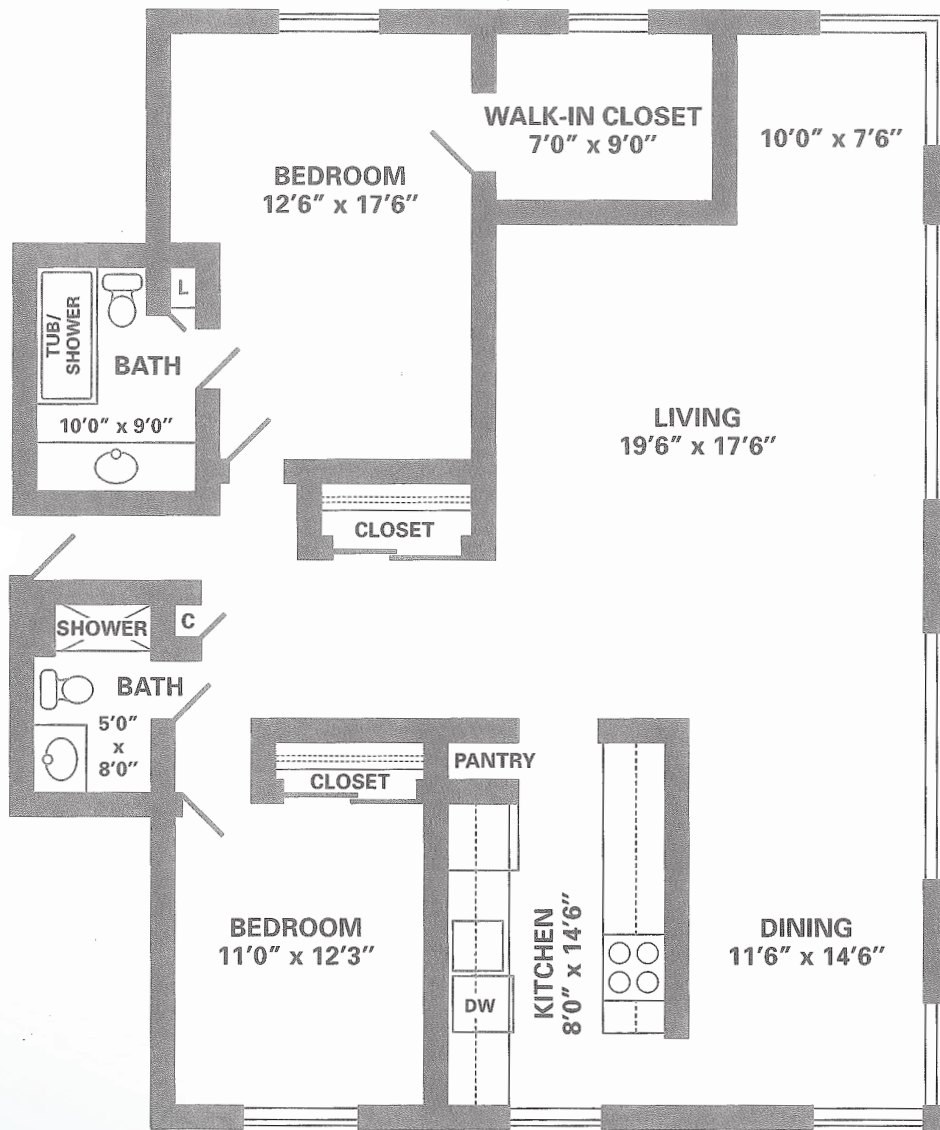 WALK-IN CLOSET
7'0" x 9'0"
10'0" x 7'6"
BEDROOM
12'6" x 17'6"
L
TUB/
SHOWER
BATH
10'0" x 9'0"
LIVING
19'6" x 17'6"
CLOSET
SHOWER
C
BATH
5'0"
x
8'0"
CLOSET
PANTRY
BEDROOM
11'0" x 12'3"
DW
KITCHEN
8'0" x 14'6"
DINING
11'6" x 14'6"